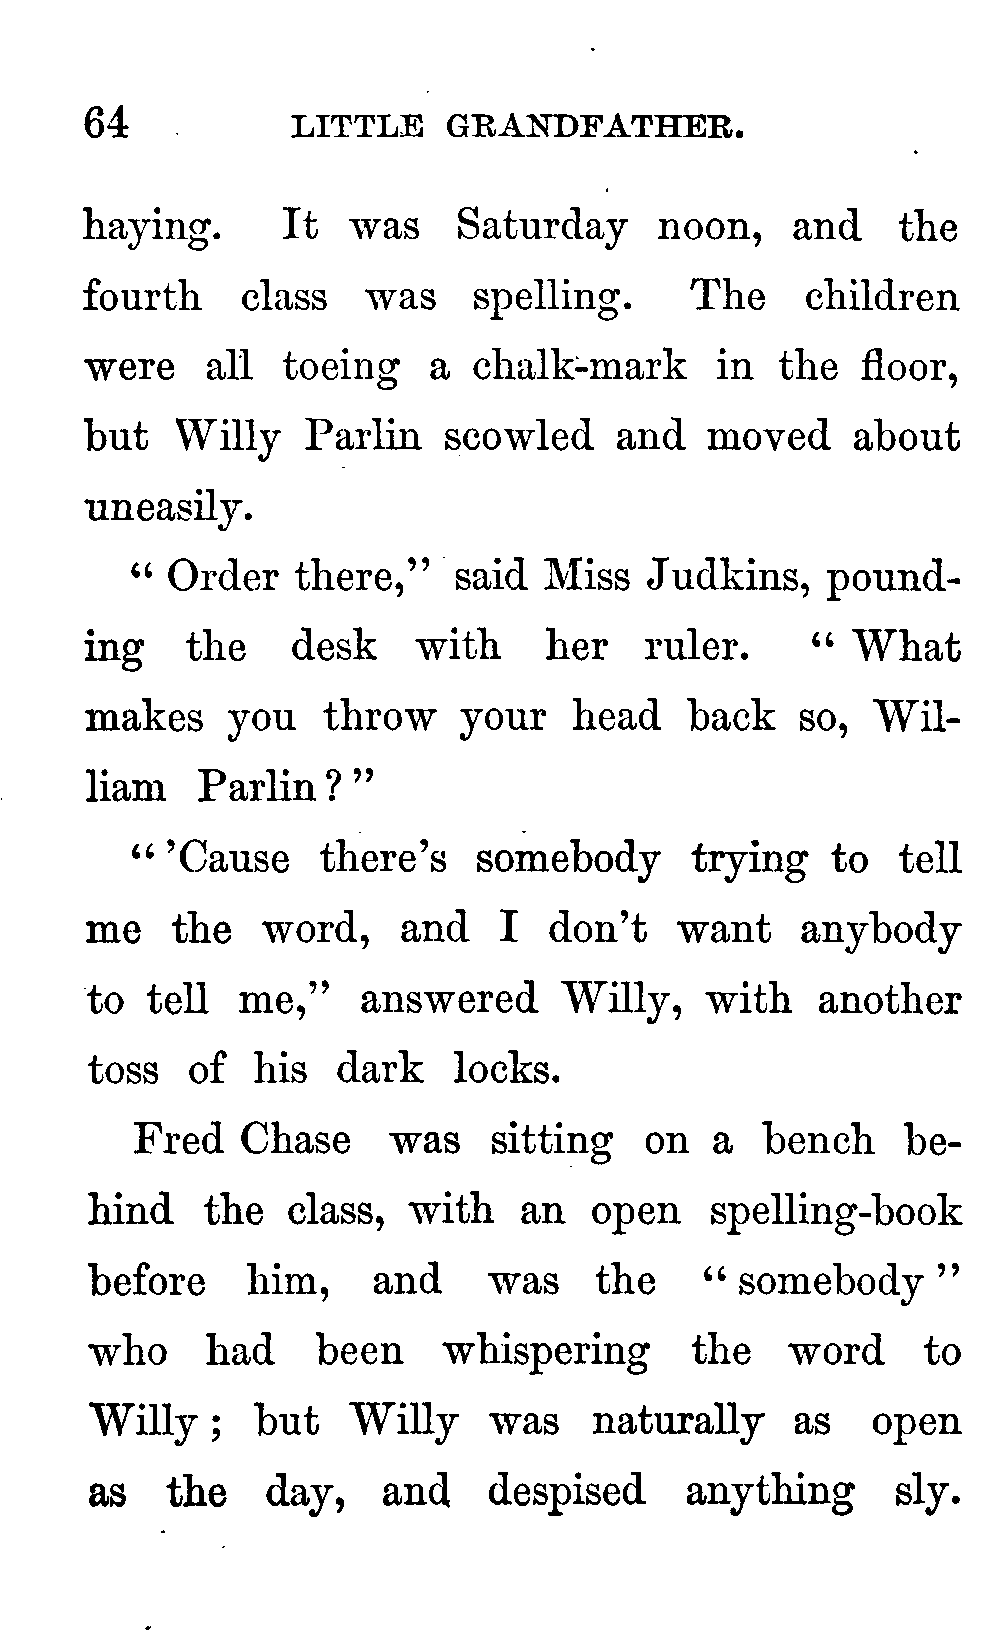 64 LITTLE GRANDFATHER.
haying. It was Saturday noon, and the
fourth class was spelling. The children
were all toeing a chalk-mark in the floor,
but Willy Parlin scowled and moved about
uneasily.
" Order there," said Miss Judkins, pound-
ing the desk with her ruler. " What
makes you throw your head back so, Wil-
liam Parlin ? "
" 'Cause there's somebody trying to tell
me the word, and I don't want anybody
to tell me," answered Willy, with another
toss of his dark locks.
Fred Chase was sitting on a bench be-
hind the class, with an open spelling-book
before him, and was the " somebody "
who had been whispering the word to
Willy ; but Willy was naturally as open
as the day, and despised anything sly.